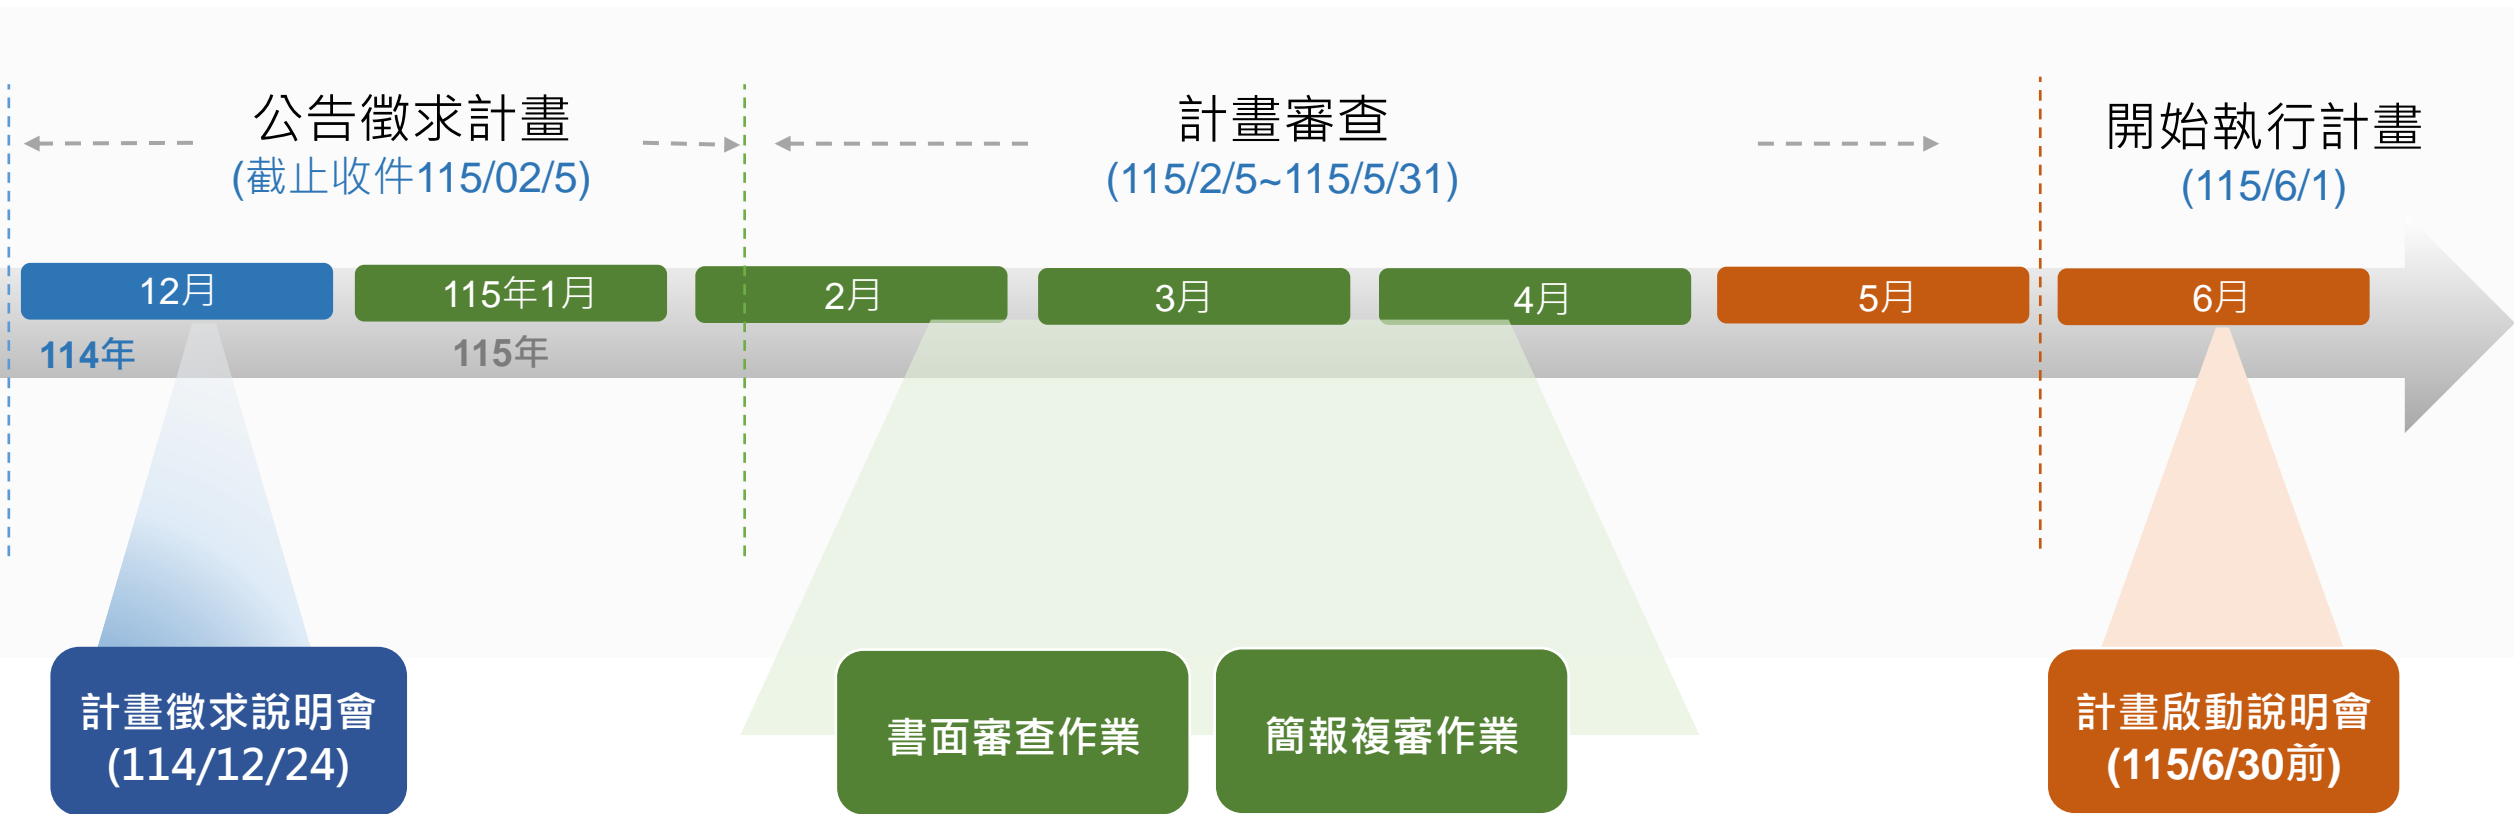 公告徵求計畫
(截止收件115/02/5)
計畫審查
(115/2/5~115/5/31)
開始執行計畫
(115/6/1)
12月
115年1月
2月
3月
4月
5月
6月
114年
115年
計畫徵求說明會
(114/12/24)
書面審查作業
簡報複審作業
計畫啟動說明會
(115/6/30前)